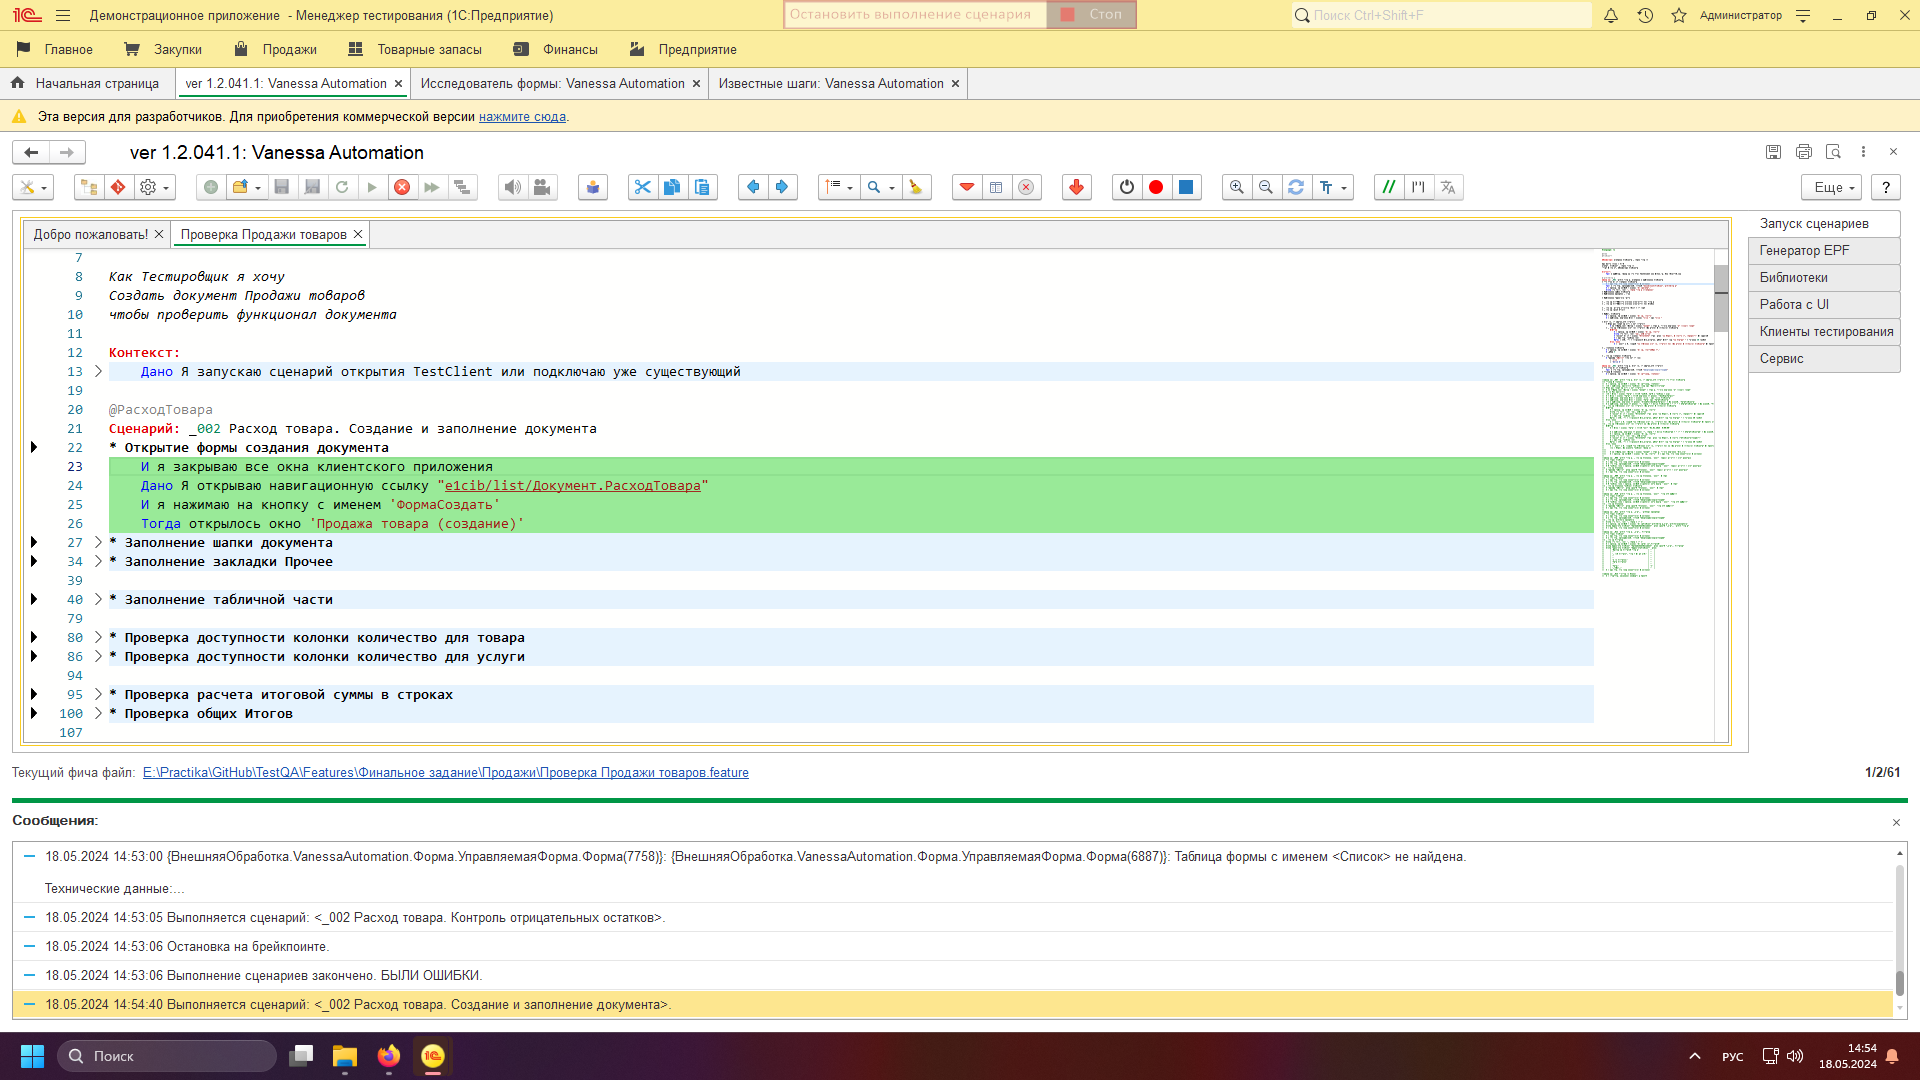 Демонстрационное приложение - Менеджер тестирования (1С:Предприятие)
Остановить выполнение сценария Стоп
Поиск Ctrl+Shift+F
Администратор
Главное Закупки Продажи Товарные запасы Финансы Предприятие
Начальная страница ver 1.2.041.1: Vanessa Automation Исследователь формы: Vanessa Automation Известные шаги: Vanessa Automation
Эта версия для разработчиков. Для приобретения коммерческой версии нажмите сюда.
ver 1.2.041.1: Vanessa Automation
Еще ?
Добро пожаловать! Проверка Продажи товаров
7
8 Как Тестировщик я хочу
9 Создать документ Продажи товаров
10 чтобы проверить функционал документа
11
12 Контекст:
13 Дано Я запускаю сценарий открытия TestClient или подключаю уже существующий
19
20 @РасходТовара
21 Сценарий: _002 Расход товара. Создание и заполнение документа
22 * Открытие формы создания документа
23 И я закрываю все окна клиентского приложения
24 Дано Я открываю навигационную ссылку "e1cib/list/Документ.РасходТовара"
25 И я нажимаю на кнопку с именем 'ФормаСоздать'
26 Тогда открылось окно 'Продажа товара (создание)'
27 * Заполнение шапки документа
34 * Заполнение закладки Прочее
39
40 * Заполнение табличной части
79
80 * Проверка доступности колонки количество для товара
86 * Проверка доступности колонки количество для услуги
94
95 * Проверка расчета итоговой суммы в строках
100 * Проверка общих Итогов
107
Запуск сценариев
Генератор EPF
Библиотеки
Работа с UI
Клиенты тестирования
Сервис
Текущий фича файл: E:\Practika\GitHub\TestQA\Features\Финальное задание\Продажи\Проверка Продажи товаров.feature
1/2/61
Сообщения:
18.05.2024 14:53:00 {ВнешняяОбработка.VanessaAutomation.Форма.УправляемаяФорма.Форма(7758)}: {ВнешняяОбработка.VanessaAutomation.Форма.УправляемаяФорма.Форма(6887)}: Таблица формы с именем <Список> не найдена.
Технические данные:...
18.05.2024 14:53:05 Выполняется сценарий: <_002 Расход товара. Контроль отрицательных остатков>.
18.05.2024 14:53:06 Остановка на брейкпоинте.
18.05.2024 14:53:06 Выполнение сценариев закончено. БЫЛИ ОШИБКИ.
18.05.2024 14:54:40 Выполняется сценарий: <_002 Расход товара. Создание и заполнение документа>.
Поиск
РУС
14:54
18.05.2024